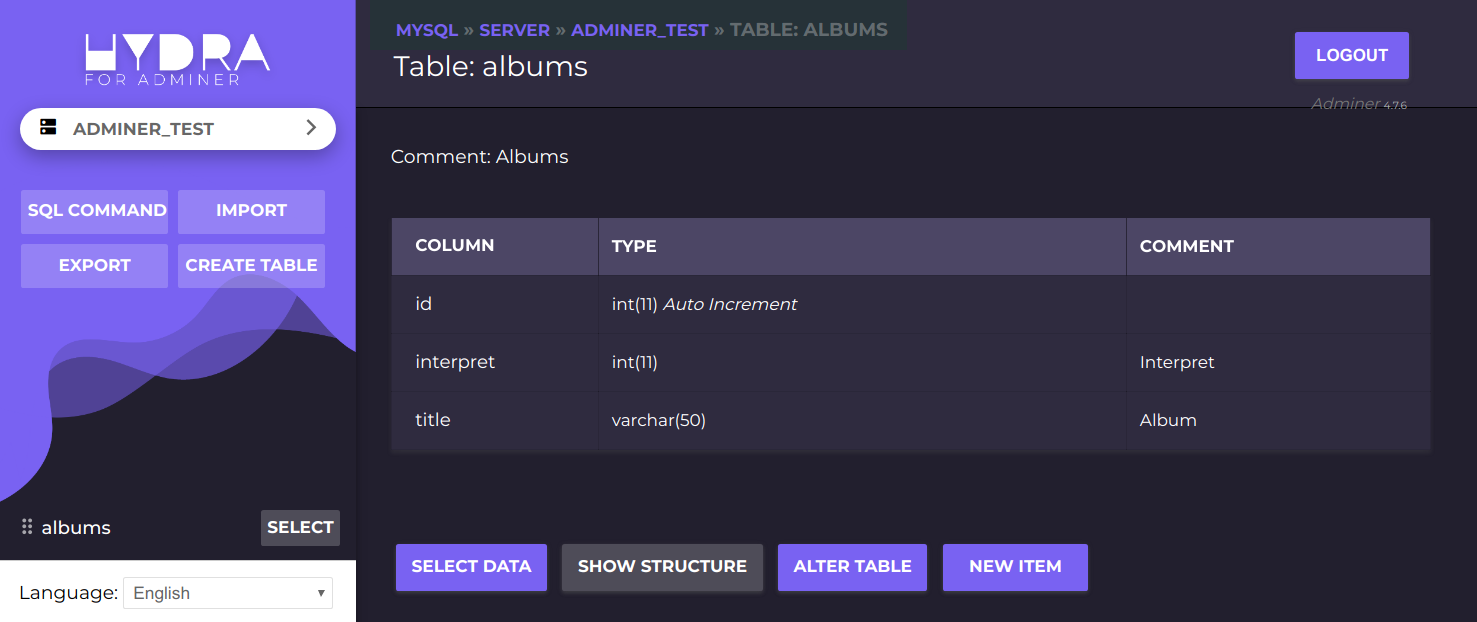 HYDRA
FOR ADMINER
ADMINER_TEST
SQL COMMAND
IMPORT
EXPORT
CREATE TABLE
albums
SELECT
Language: English
MYSQL » SERVER » ADMINER_TEST » TABLE: ALBUMS
Table: albums
LOGOUT
Adminer 4.7.6
Comment: Albums
COLUMN TYPE COMMENT
id int(11) Auto Increment
interpret int(11) Interpret
title varchar(50) Album
SELECT DATA SHOW STRUCTURE ALTER TABLE NEW ITEM